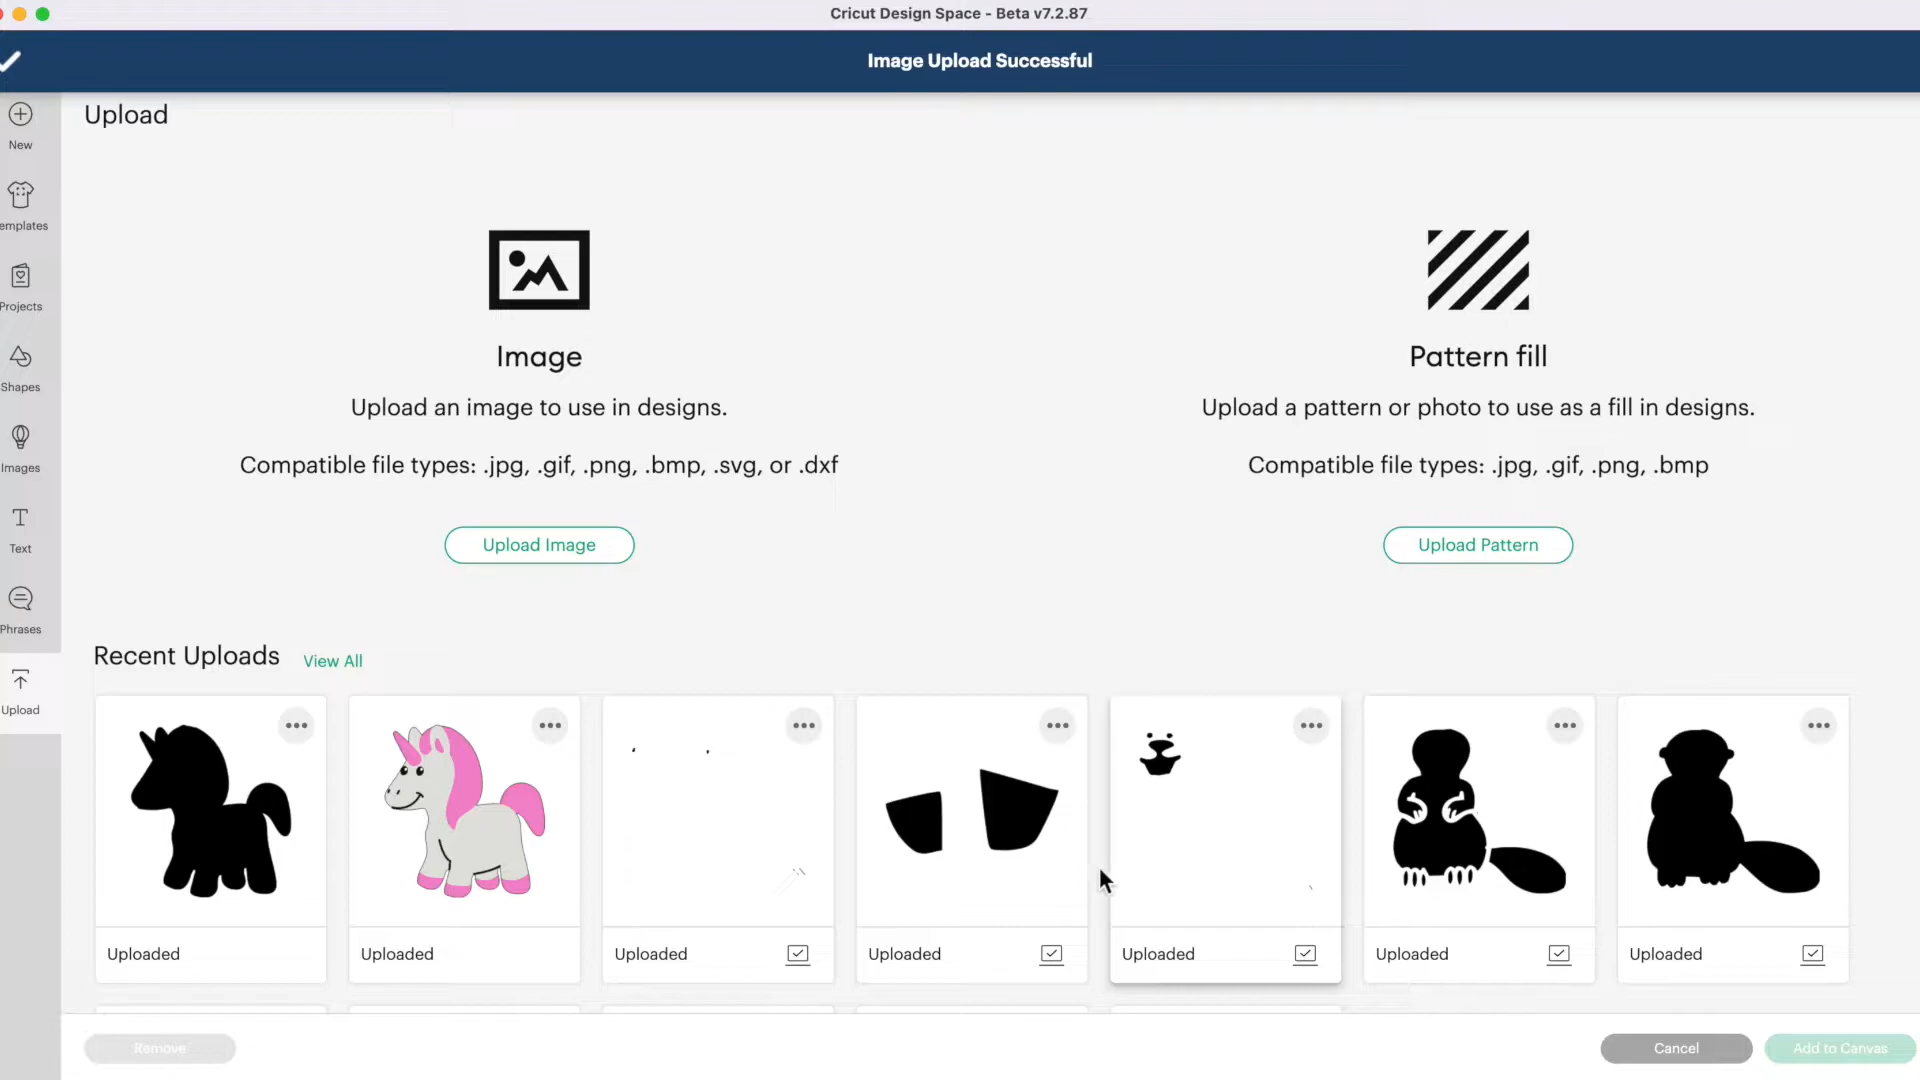 Cricut Design Space - Beta v7.2.87
Image Upload Successful
New
emplates
Projects
Shapes
Images
Text
Phrases
Upload
Upload
Image
Upload an image to use in designs.
Compatible file types: .jpg, .gif, .png, .bmp, .svg, or .dxf
Upload Image
Pattern fill
Upload a pattern or photo to use as a fill in designs.
Compatible file types: .jpg, .gif, .png, .bmp
Upload Pattern
Recent Uploads View All
Uploaded
Uploaded
Uploaded
Uploaded
Uploaded
Uploaded
Uploaded
Remove
Cancel
Add to Canvas